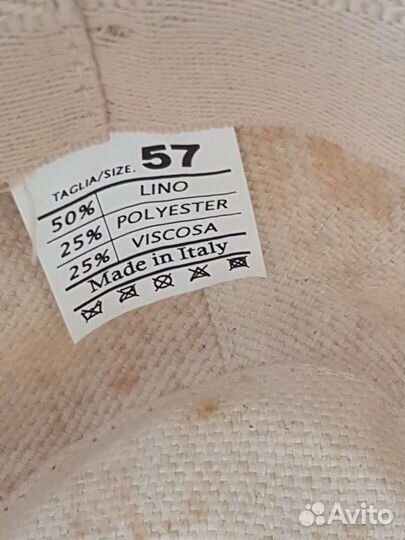 TAGLIA/SIZE. 57
50% LINO
25% POLYESTER
25% VISCOSA
Made in Italy
Avito